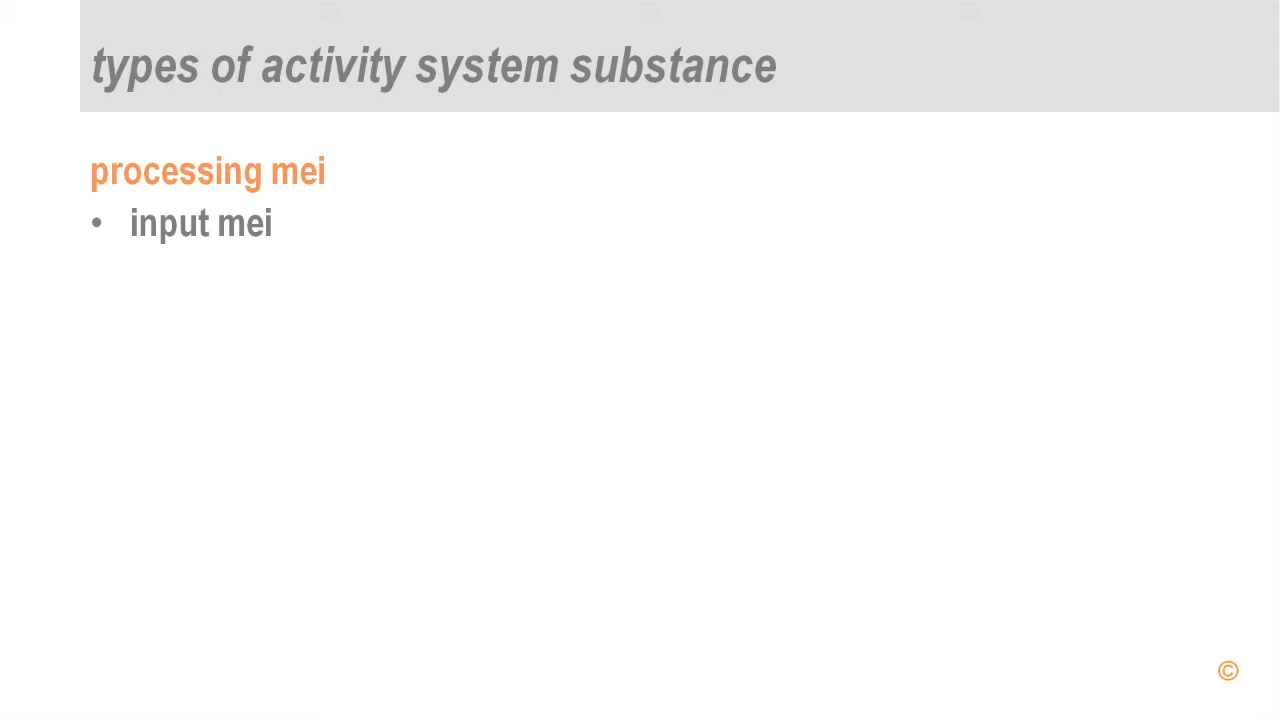 types of activity system substance
processing mei
• input mei
©